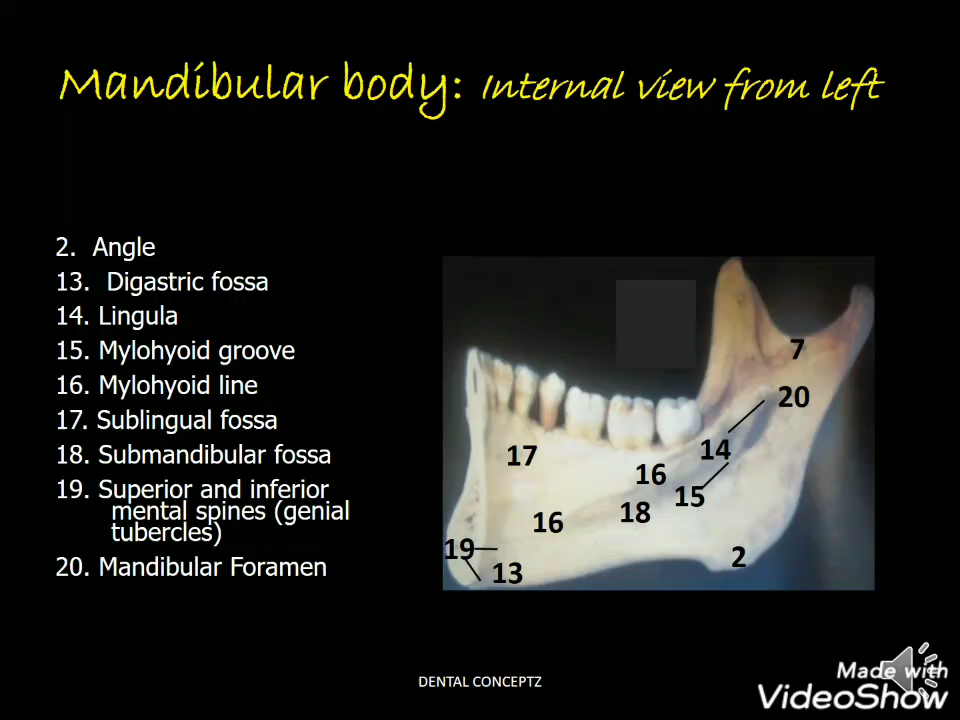 Mandibular body: Internal view from left
2. Angle
13. Digastric fossa
14. Lingula
15. Mylohyoid groove
16. Mylohyoid line
17. Sublingual fossa
18. Submandibular fossa
19. Superior and inferior
mental spines (genial
tubercles)
20. Mandibular Foramen
7
20
14
17
16
15
18
16
19
2
13
DENTAL CONCEPTZ
Made with
VideoShow